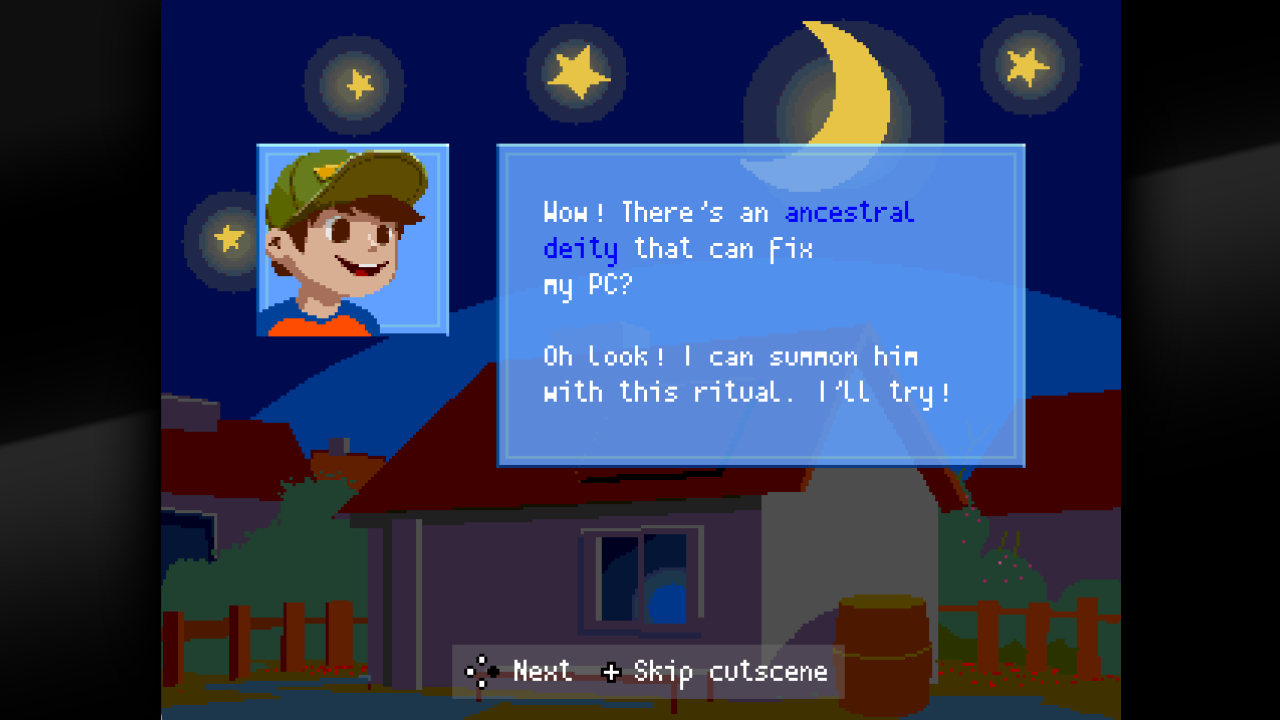 Wow! There's an ancestral
deity that can fix
my PC?
Oh look! I can summon him
with this ritual. I'll try!
Next + Skip cutscene